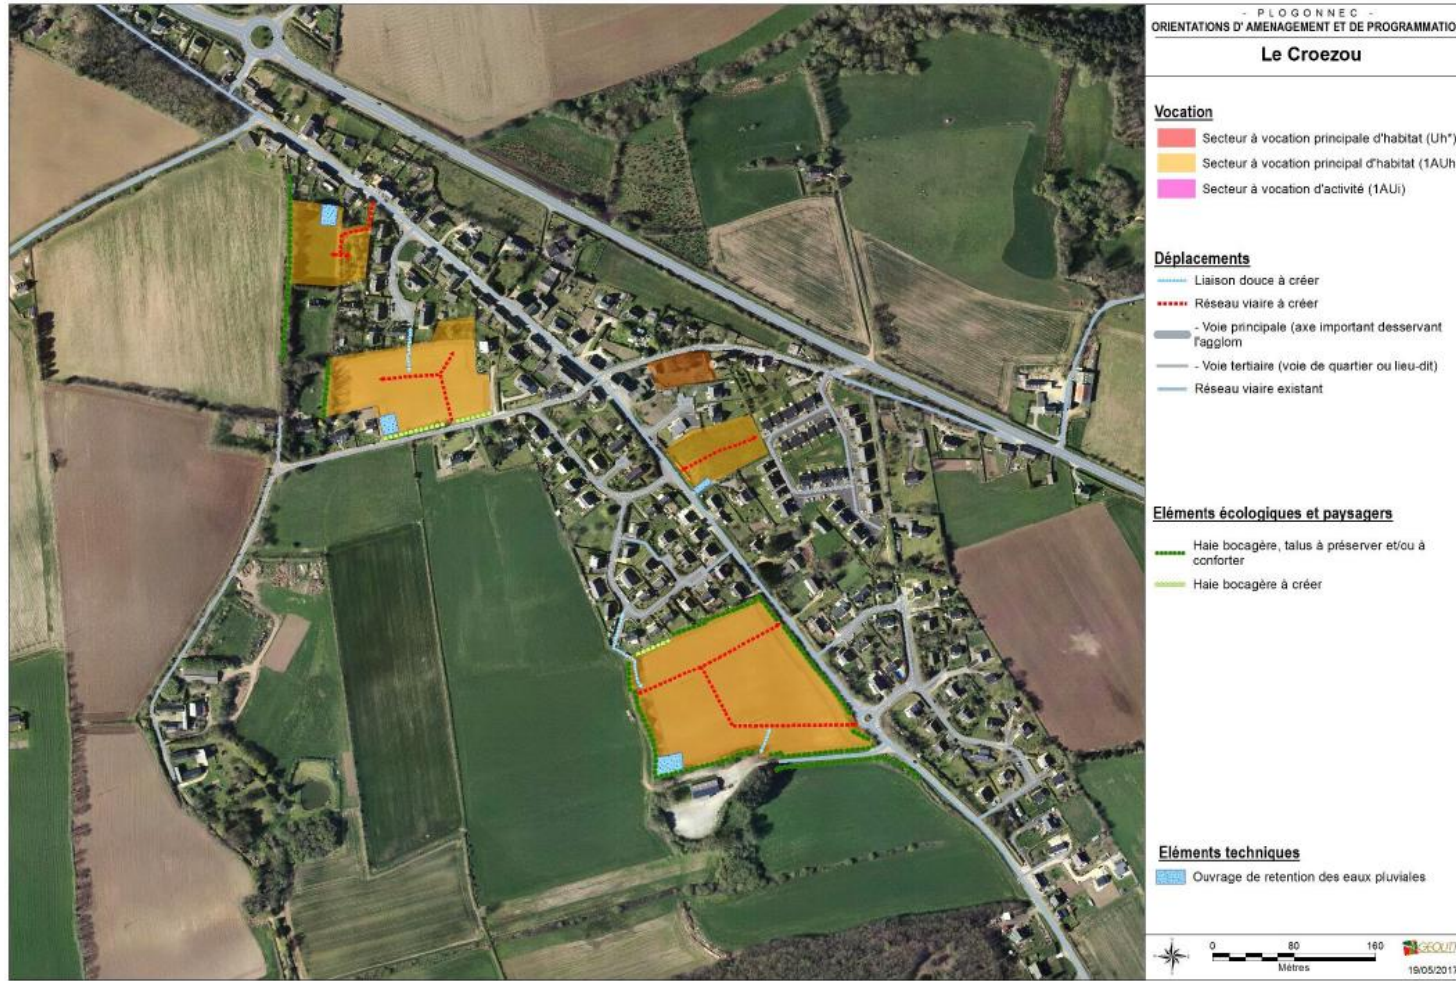 - PLOGONNEC -
ORIENTATIONS D' AMENAGEMENT ET DE PROGRAMMATIO
Le Croezou
Vocation
Secteur à vocation principale d'habitat (Uh*)
Secteur à vocation principal d'habitat (1AUh
Secteur à vocation d'activité (1AUi)
Déplacements
Liaison douce à créer
Réseau viaire à créer
- Voie principale (axe important desservant
l'agglom
- Voie tertiaire (voie de quartier ou lieu-dit)
Réseau viaire existant
Eléments écologiques et paysagers
Haie bocagère, talus à préserver et/ou à
conforter
Haie bocagère à créer
Eléments techniques
Ouvrage de retention des eaux pluviales
0 80 160
Mètres
GEOLIT
19/05/2017